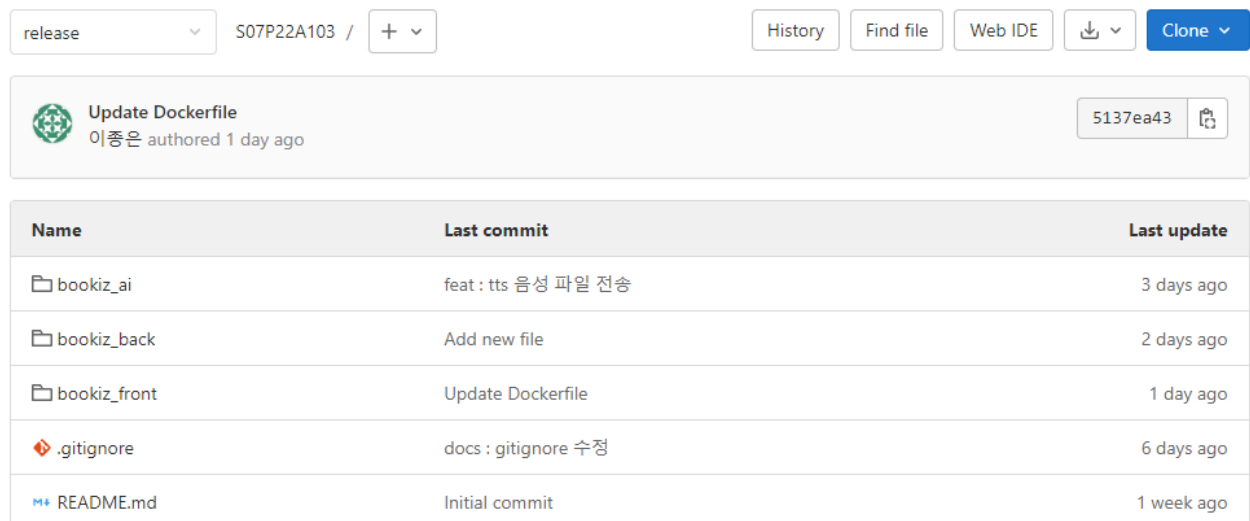 release S07P22A103 / + History Find file Web IDE Clone
Update Dockerfile
이종은 authored 1 day ago
5137ea43
Name Last commit Last update
bookiz_ai feat : tts 음성 파일 전송 3 days ago
bookiz_back Add new file 2 days ago
bookiz_front Update Dockerfile 1 day ago
.gitignore docs : gitignore 수정 6 days ago
M↓ README.md Initial commit 1 week ago